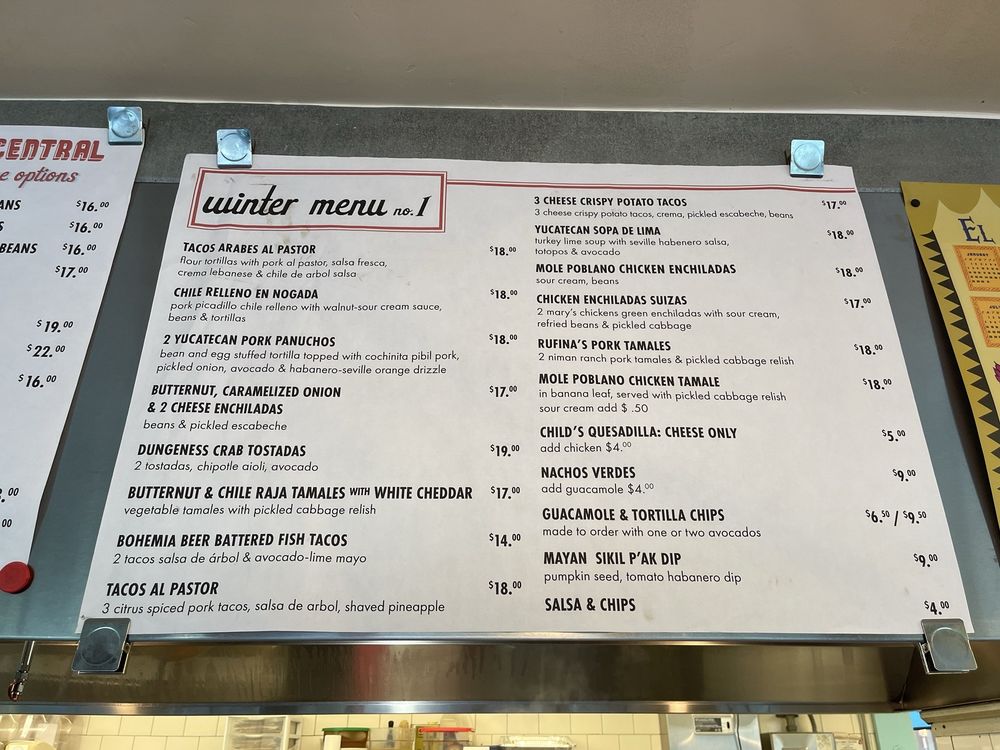 CENTRAL
e options
ANS $16.00
S $16.00
BEANS $16.00
$17.00
$19.00
$22.00
$16.00
.00
00
winter menu no.1
TACOS ARABES AL PASTOR $18.00
flour tortillas with pork al pastor, salsa fresca,
crema lebanese & chile de arbol salsa
CHILE RELLENO EN NOGADA $18.00
pork picadillo chile relleno with walnut-sour cream sauce,
beans & tortillas
2 YUCATECAN PORK PANUCHOS $18.00
bean and egg stuffed tortilla topped with cochinita pibil pork,
pickled onion, avocado & habanero-seville orange drizzle
BUTTERNUT, CARAMELIZED ONION $17.00
& 2 CHEESE ENCHILADAS
beans & pickled escabeche
DUNGENESS CRAB TOSTADAS $19.00
2 tostadas, chipotle aioli, avocado
BUTTERNUT & CHILE RAJA TAMALES WITH WHITE CHEDDAR $17.00
vegetable tamales with pickled cabbage relish
BOHEMIA BEER BATTERED FISH TACOS $14.00
2 tacos salsa de árbol & avocado-lime mayo
TACOS AL PASTOR $18.00
3 citrus spiced pork tacos, salsa de arbol, shaved pineapple
3 CHEESE CRISPY POTATO TACOS $17.00
3 cheese crispy potato tacos, crema, pickled escabeche, beans
YUCATECAN SOPA DE LIMA $18.00
turkey lime soup with seville habenero salsa,
totopos & avocado
MOLE POBLANO CHICKEN ENCHILADAS $18.00
sour cream, beans
CHICKEN ENCHILADAS SUIZAS $17.00
2 mary's chickens green enchiladas with sour cream,
refried beans & pickled cabbage
RUFINA'S PORK TAMALES $18.00
2 niman ranch pork tamales & pickled cabbage relish
MOLE POBLANO CHICKEN TAMALE $18.00
in banana leaf, served with pickled cabbage relish
sour cream add $ .50
CHILD'S QUESADILLA: CHEESE ONLY $5.00
add chicken $4.00
NACHOS VERDES $9.00
add guacamole $4.00
GUACAMOLE & TORTILLA CHIPS $6.50 / $9.50
made to order with one or two avocados
MAYAN SIKIL P'AK DIP $9.00
pumpkin seed, tomato habanero dip
SALSA & CHIPS $4.00
EL
JANUARY